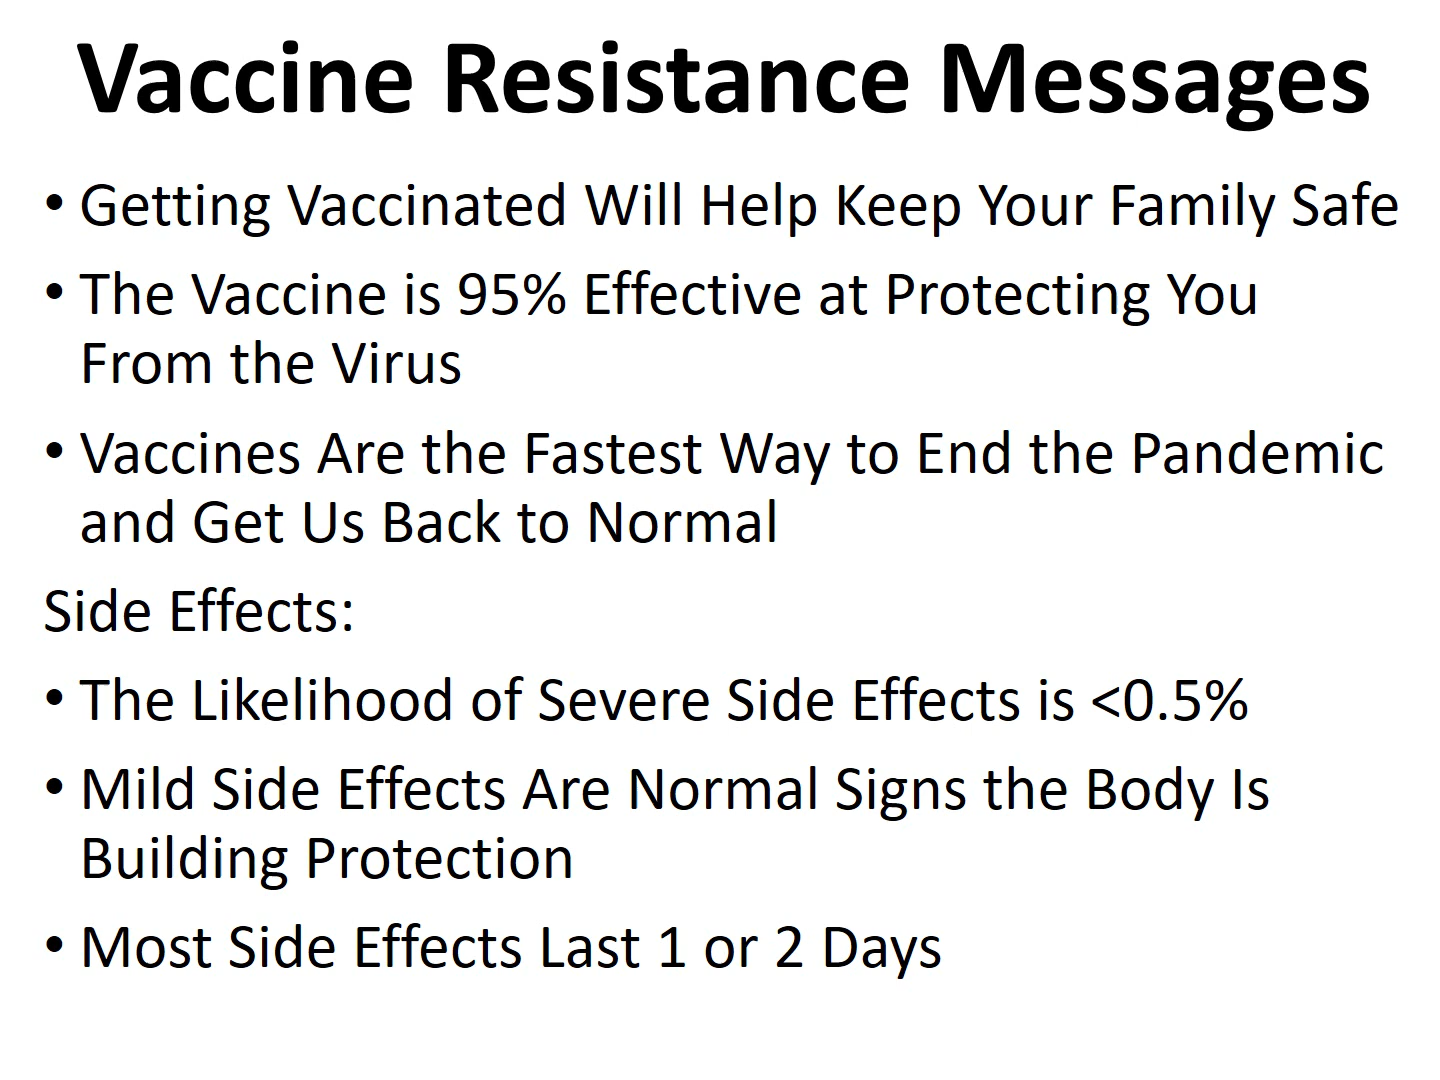 Vaccine Resistance Messages
• Getting Vaccinated Will Help Keep Your Family Safe
• The Vaccine is 95% Effective at Protecting You
From the Virus
• Vaccines Are the Fastest Way to End the Pandemic
and Get Us Back to Normal
Side Effects:
• The Likelihood of Severe Side Effects is <0.5%
• Mild Side Effects Are Normal Signs the Body Is
Building Protection
• Most Side Effects Last 1 or 2 Days